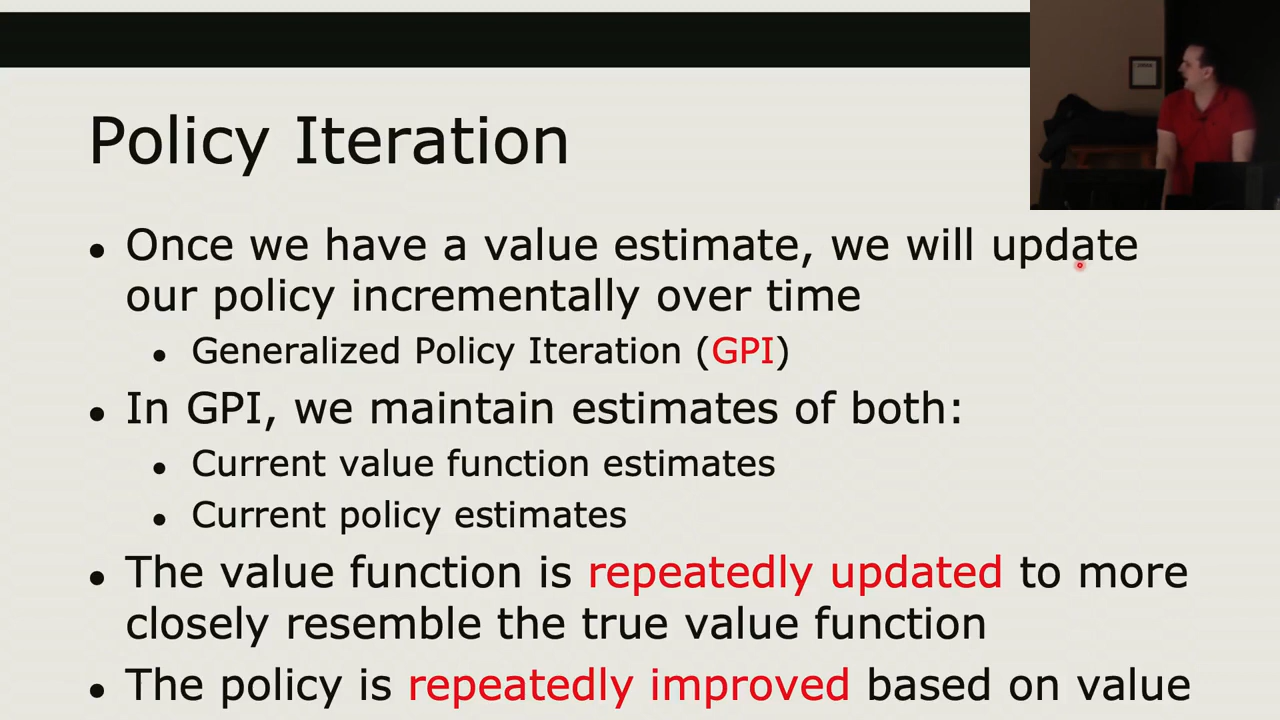 Policy Iteration
• Once we have a value estimate, we will update
our policy incrementally over time
• Generalized Policy Iteration (GPI)
• In GPI, we maintain estimates of both:
• Current value function estimates
• Current policy estimates
• The value function is repeatedly updated to more
closely resemble the true value function
• The policy is repeatedly improved based on value